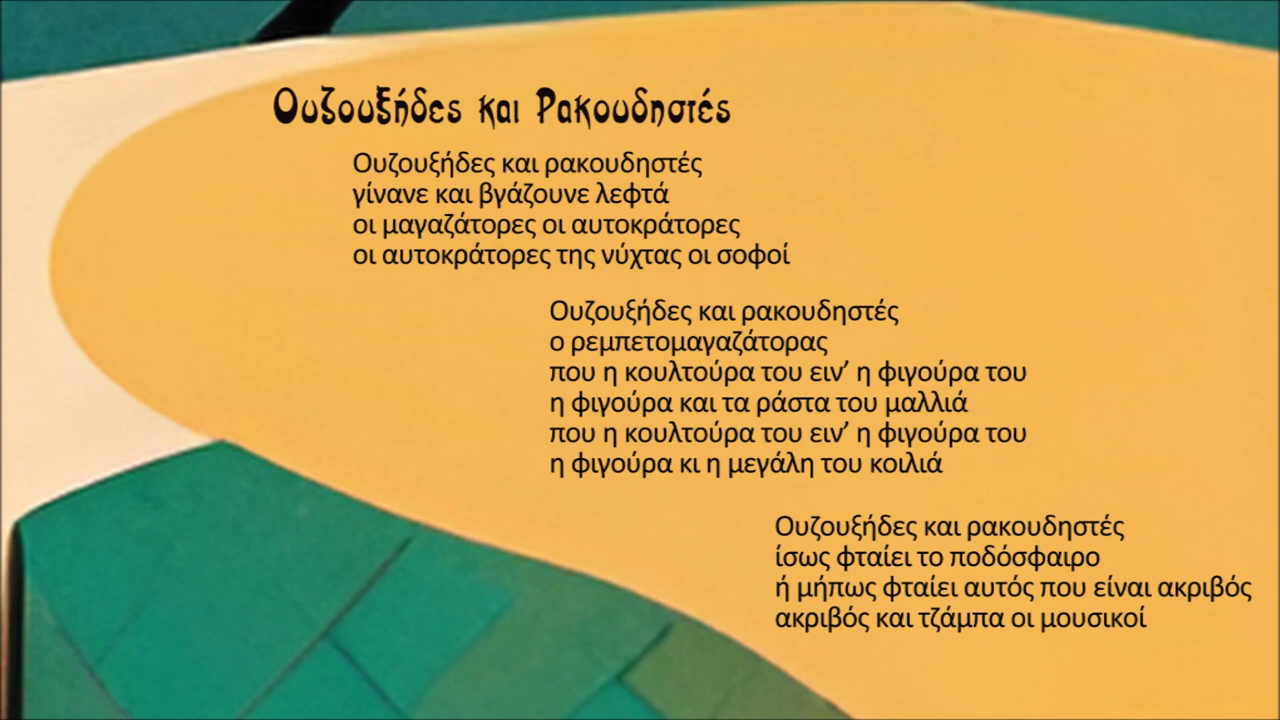 Ουζουξήδες και Ρακουδηστές
Ουζουξήδες και ρακουδηστές
γίνανε και βγάζουνε λεφτά
οι μαγαζάτορες οι αυτοκράτορες
οι αυτοκράτορες της νύχτας οι σοφοί
Ουζουξήδες και ρακουδηστές
ο ρεμπετομαγαζάτορας
που η κουλτούρα του ειν’ η φιγούρα του
η φιγούρα και τα ράστα του μαλλιά
που η κουλτούρα του ειν’ η φιγούρα του
η φιγούρα κι η μεγάλη του κοιλιά
Ουζουξήδες και ρακουδηστές
ίσως φταίει το ποδόσφαιρο
ή μήπως φταίει αυτός που είναι ακριβός
ακριβός και τζάμπα οι μουσικοί